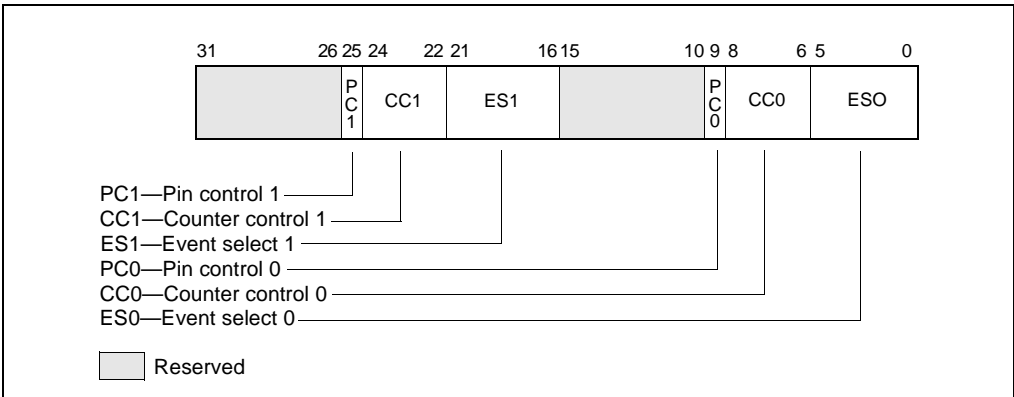 31 26 25 24 22 21 16 15 10 9 8 6 5 0
PC1 CC1 ES1 PC0 CC0 ESO
PC1—Pin control 1
CC1—Counter control 1
ES1—Event select 1
PC0—Pin control 0
CC0—Counter control 0
ES0—Event select 0
Reserved